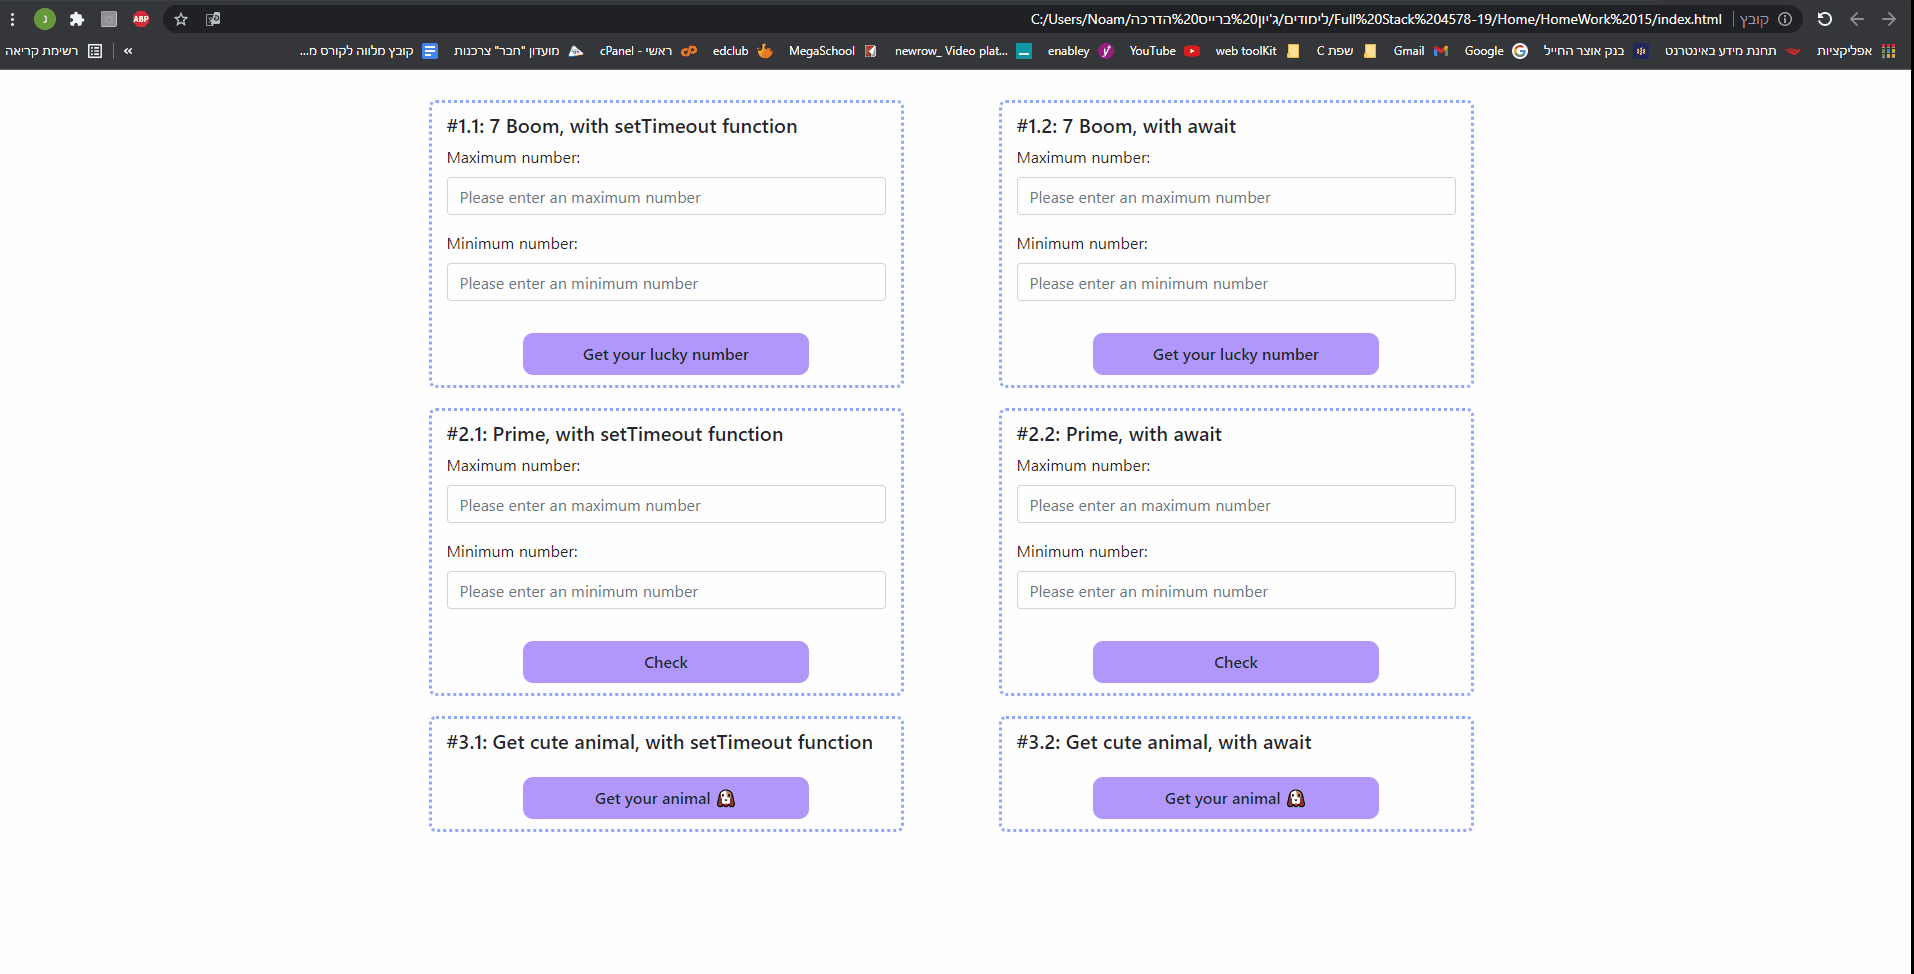 C:/Users/Noam/לימודים/ג'יון%20ברייס%20הדרכה/Full%20Stack%204578-19/Home/HomeWork%2015/index.html | קובץ
אפליקציות תחנת מידע באינטרנט בנק אוצר החייל Google Gmail שפת C web toolKit YouTube enabley newrow_ Video plat... MegaSchool edclub cPanel - ראשי מועדון "חבר" צרכנות קובץ מלווה לקורס מ... » רשימת קריאה
#1.1: 7 Boom, with setTimeout function
Maximum number:
Please enter an maximum number
Minimum number:
Please enter an minimum number
Get your lucky number
#1.2: 7 Boom, with await
Maximum number:
Please enter an maximum number
Minimum number:
Please enter an minimum number
Get your lucky number
#2.1: Prime, with setTimeout function
Maximum number:
Please enter an maximum number
Minimum number:
Please enter an minimum number
Check
#2.2: Prime, with await
Maximum number:
Please enter an maximum number
Minimum number:
Please enter an minimum number
Check
#3.1: Get cute animal, with setTimeout function
Get your animal
#3.2: Get cute animal, with await
Get your animal